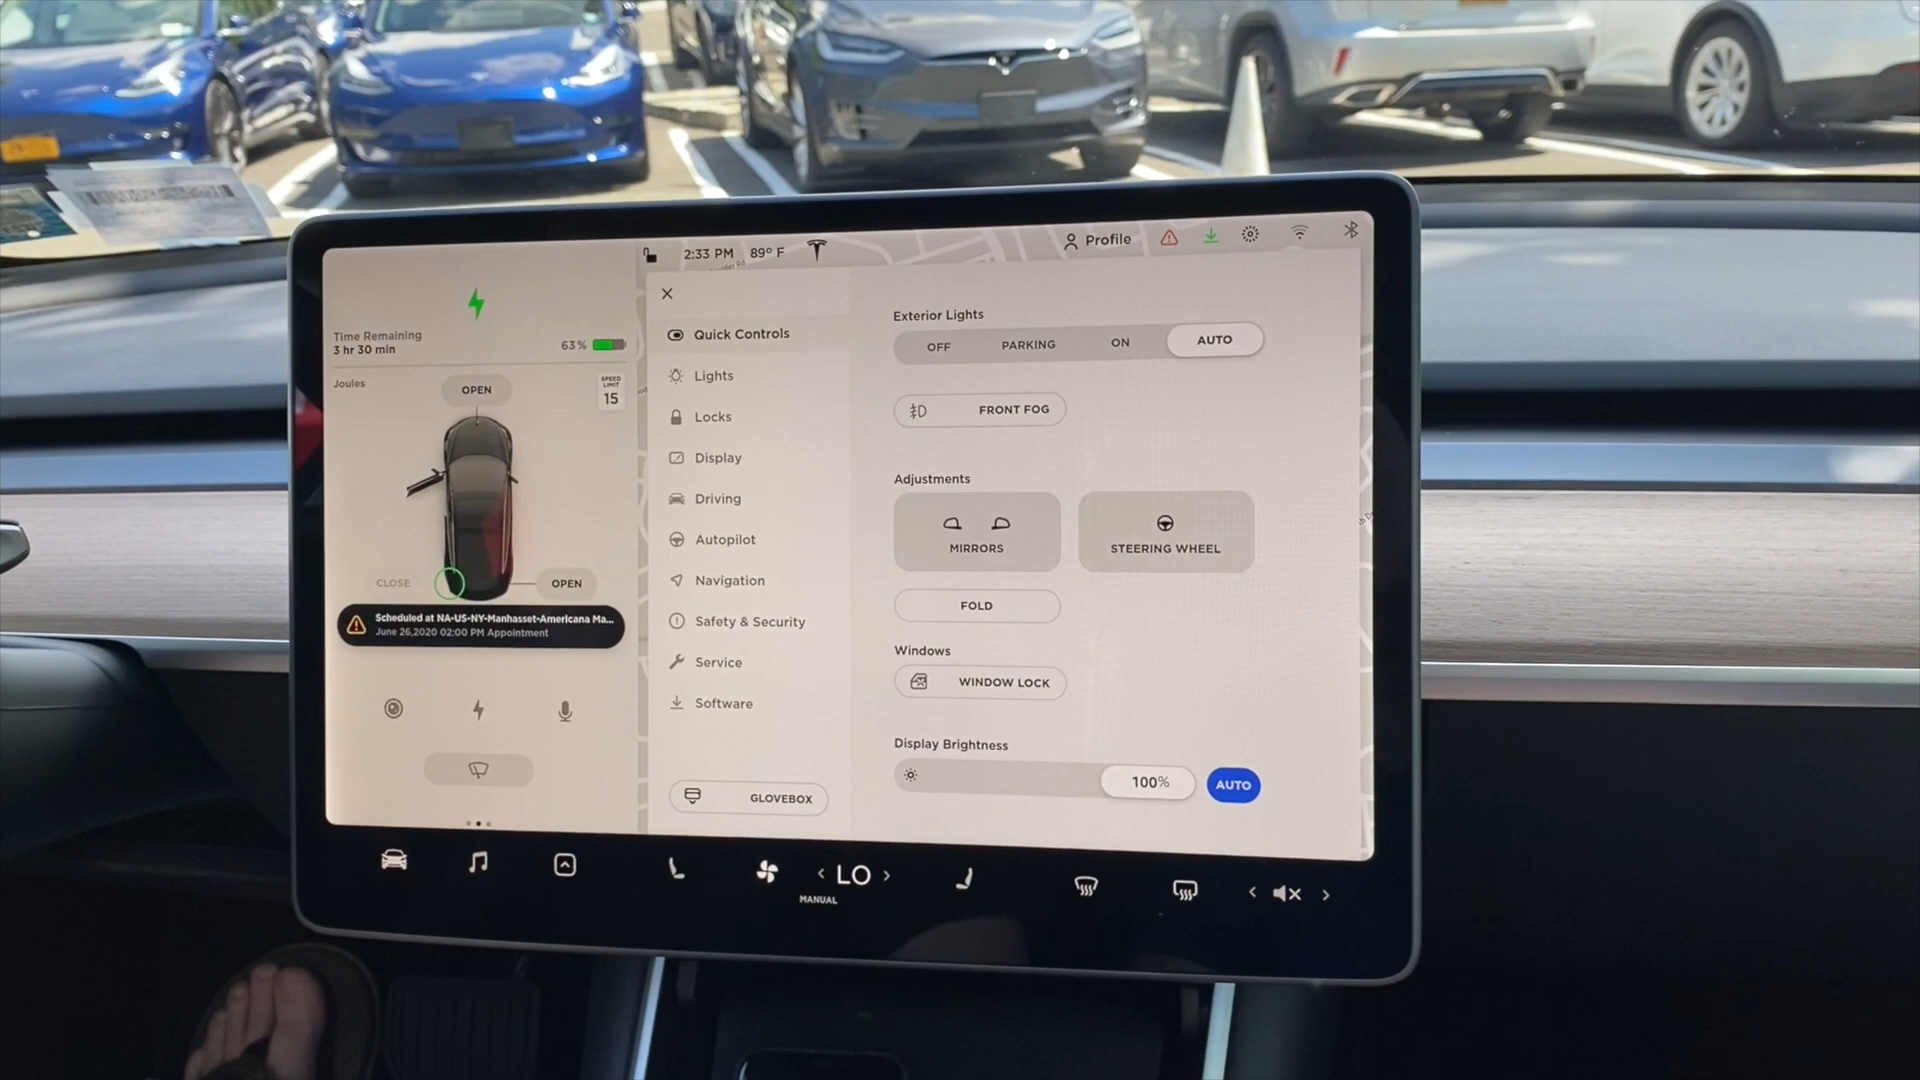 2:33 PM 89° F
Profile
Time Remaining
3 hr 30 min
63%
Joules
OPEN
SPEED
LIMIT
15
CLOSE
OPEN
Scheduled at NA-US-NY-Manhasset-Americana Ma...
June 26,2020 02:00 PM Appointment
Quick Controls
Lights
Locks
Display
Driving
Autopilot
Navigation
Safety & Security
Service
Software
GLOVEBOX
Exterior Lights
OFF PARKING ON AUTO
FRONT FOG
Adjustments
MIRRORS
STEERING WHEEL
FOLD
Windows
WINDOW LOCK
Display Brightness
100% AUTO
LO
MANUAL